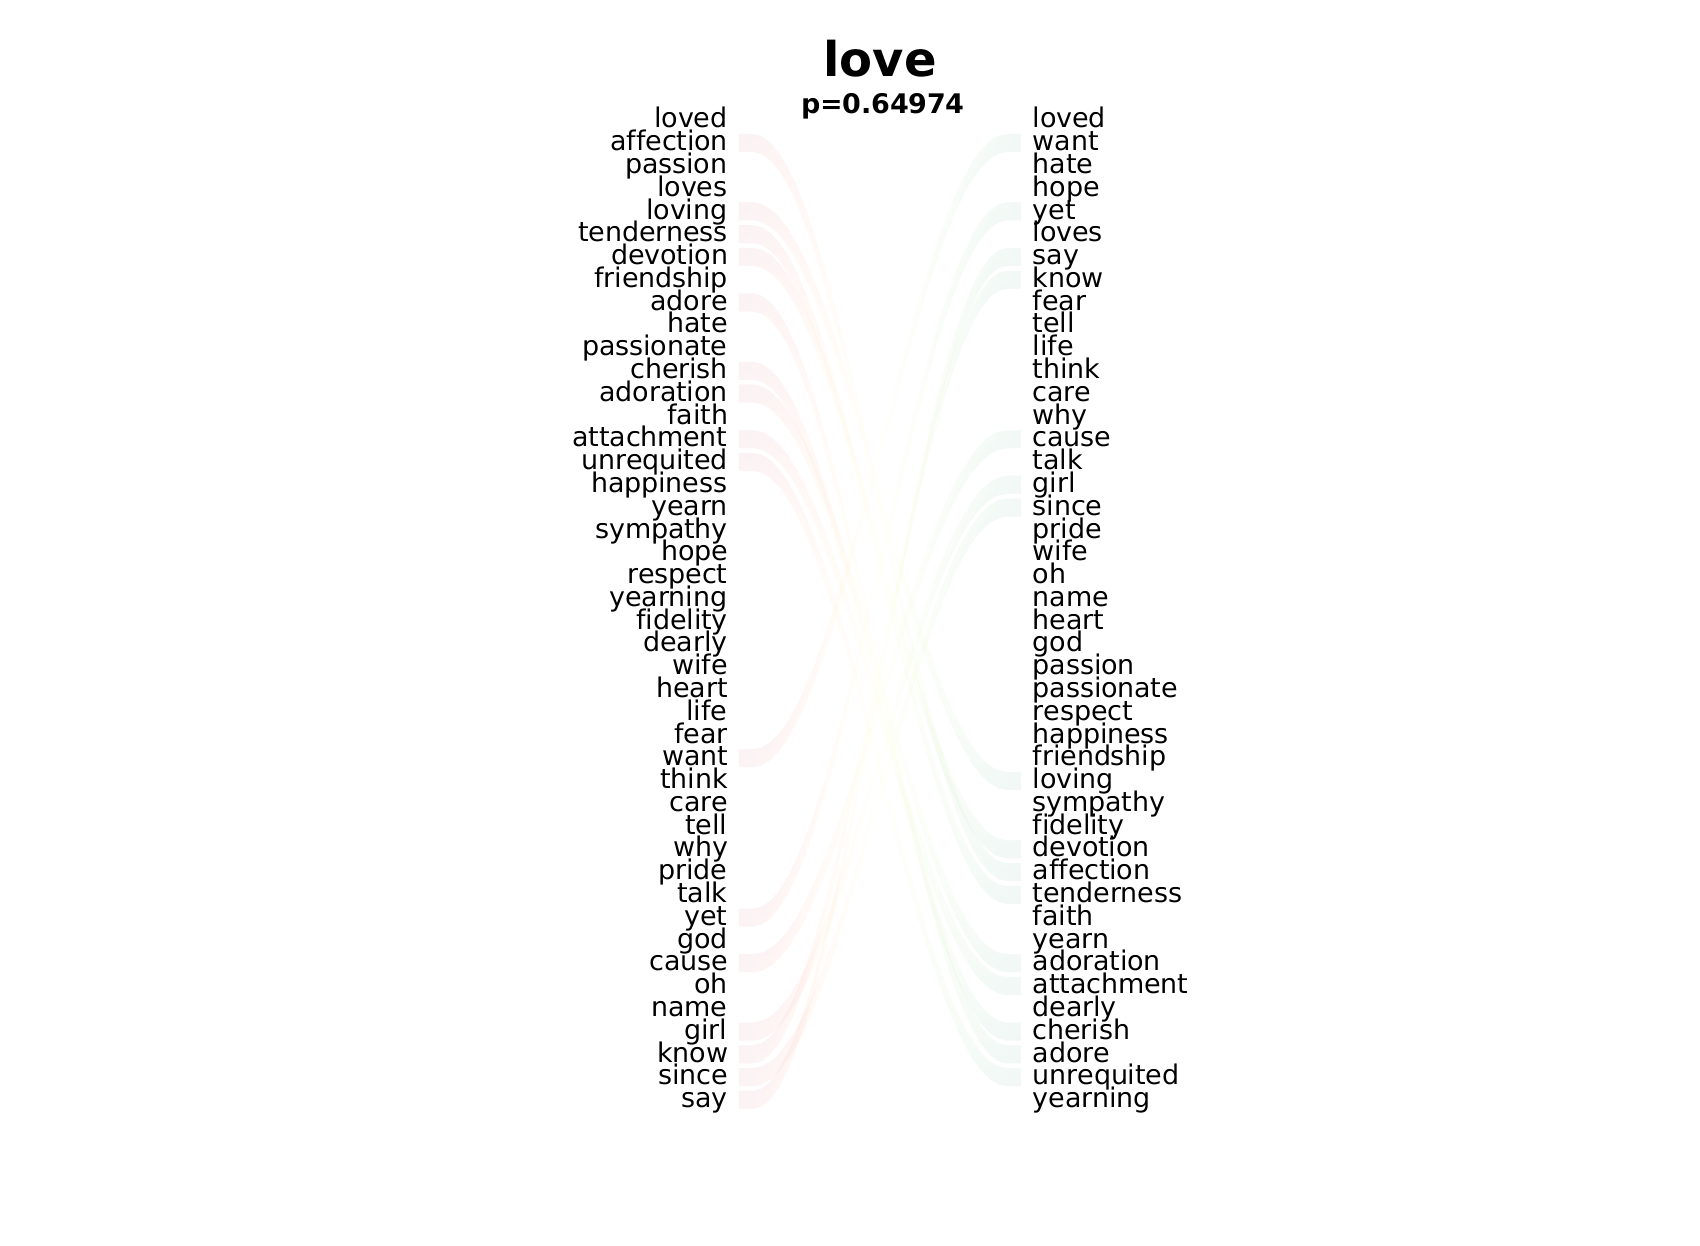 love
p=0.64974
loved
affection
passion
loves
loving
tenderness
devotion
friendship
adore
hate
passionate
cherish
adoration
faith
attachment
unrequited
happiness
yearn
sympathy
hope
respect
yearning
fidelity
dearly
wife
heart
life
fear
want
think
care
tell
why
pride
talk
yet
god
cause
oh
name
girl
know
since
say
loved
want
hate
hope
yet
loves
say
know
fear
tell
life
think
care
why
cause
talk
girl
since
pride
wife
oh
name
heart
god
passion
passionate
respect
happiness
friendship
loving
sympathy
fidelity
devotion
affection
tenderness
faith
yearn
adoration
attachment
dearly
cherish
adore
unrequited
yearning